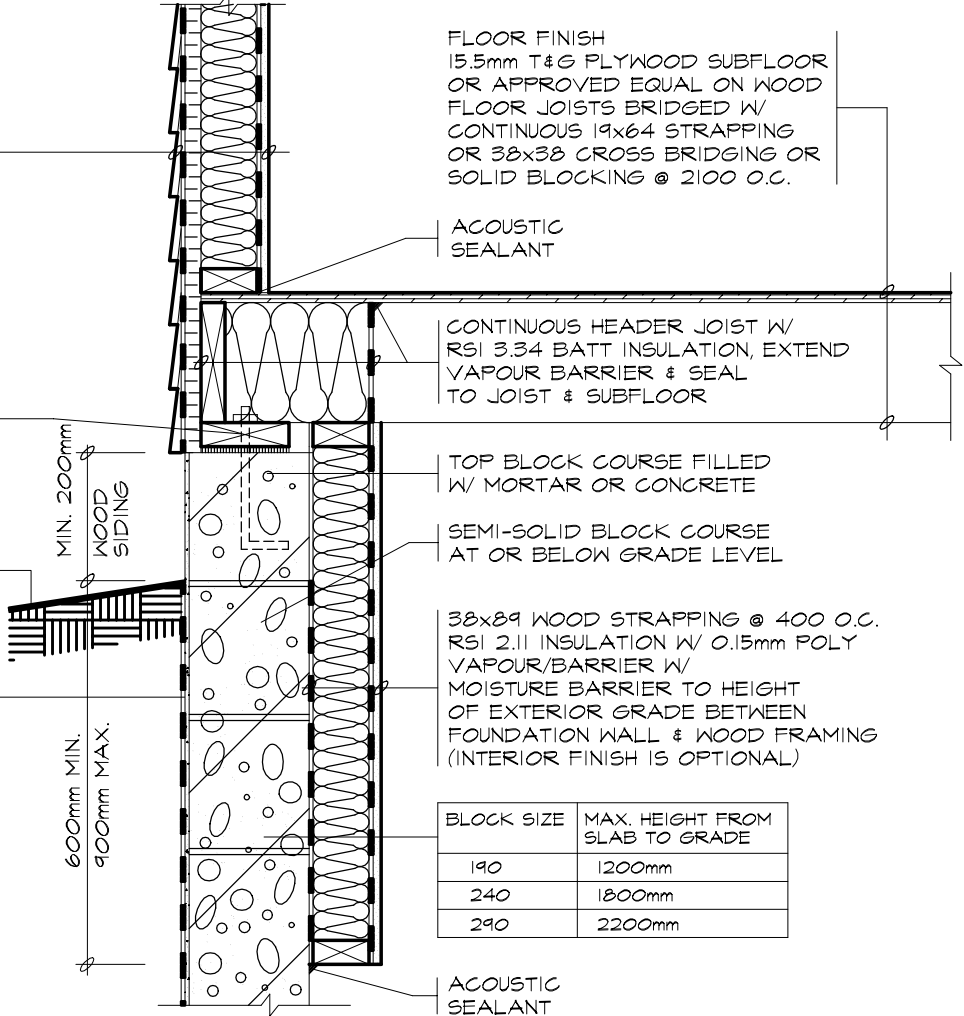 FLOOR FINISH
15.5mm T&G PLYWOOD SUBFLOOR
OR APPROVED EQUAL ON WOOD
FLOOR JOISTS BRIDGED W/
CONTINUOUS 19x64 STRAPPING
OR 38x38 CROSS BRIDGING OR
SOLID BLOCKING @ 2100 O.C.
ACOUSTIC
SEALANT
CONTINUOUS HEADER JOIST W/
RSI 3.34 BATT INSULATION, EXTEND
VAPOUR BARRIER & SEAL
TO JOIST & SUBFLOOR
MIN. 200mm
WOOD
SIDING
TOP BLOCK COURSE FILLED
W/ MORTAR OR CONCRETE
SEMI-SOLID BLOCK COURSE
AT OR BELOW GRADE LEVEL
38x89 WOOD STRAPPING @ 400 O.C.
RSI 2.11 INSULATION W/ 0.15mm POLY
VAPOUR/BARRIER W/
MOISTURE BARRIER TO HEIGHT
OF EXTERIOR GRADE BETWEEN
FOUNDATION WALL & WOOD FRAMING
(INTERIOR FINISH IS OPTIONAL)
600mm MIN.
900mm MAX.
BLOCK SIZE MAX. HEIGHT FROM
SLAB TO GRADE
190 1200mm
240 1800mm
290 2200mm
ACOUSTIC
SEALANT